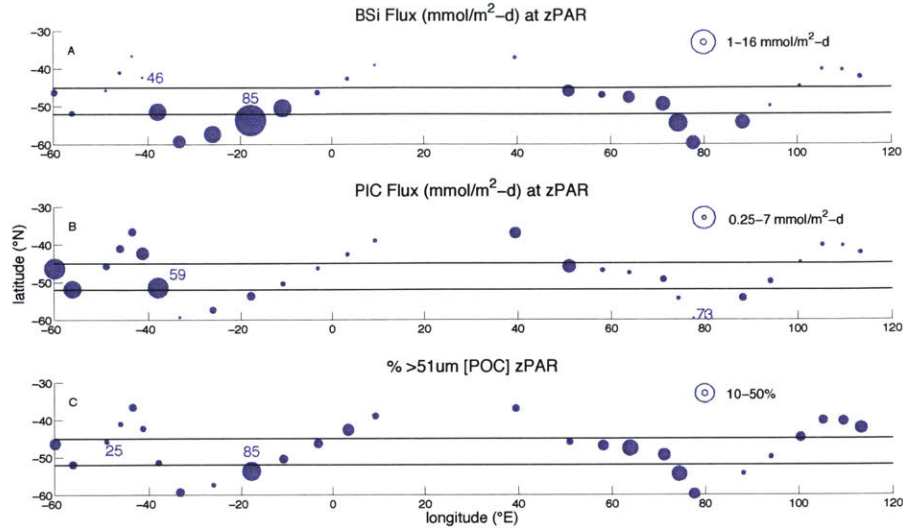 BSi Flux (mmol/m²−d) at zPAR
−30
A
1−16 mmol/m²−d
−40
46
85
−50
−60
−60 −40 −20 0 20 40 60 80 100 120
PIC Flux (mmol/m²−d) at zPAR
−30
B
0.25−7 mmol/m²−d
−40
59
−50
73
−60
−60 −40 −20 0 20 40 60 80 100 120
latitude (°N)
% >51um [POC] zPAR
−30
C
10−50%
−40
25
85
−50
−60
−60 −40 −20 0 20 40 60 80 100 120
longitude (°E)